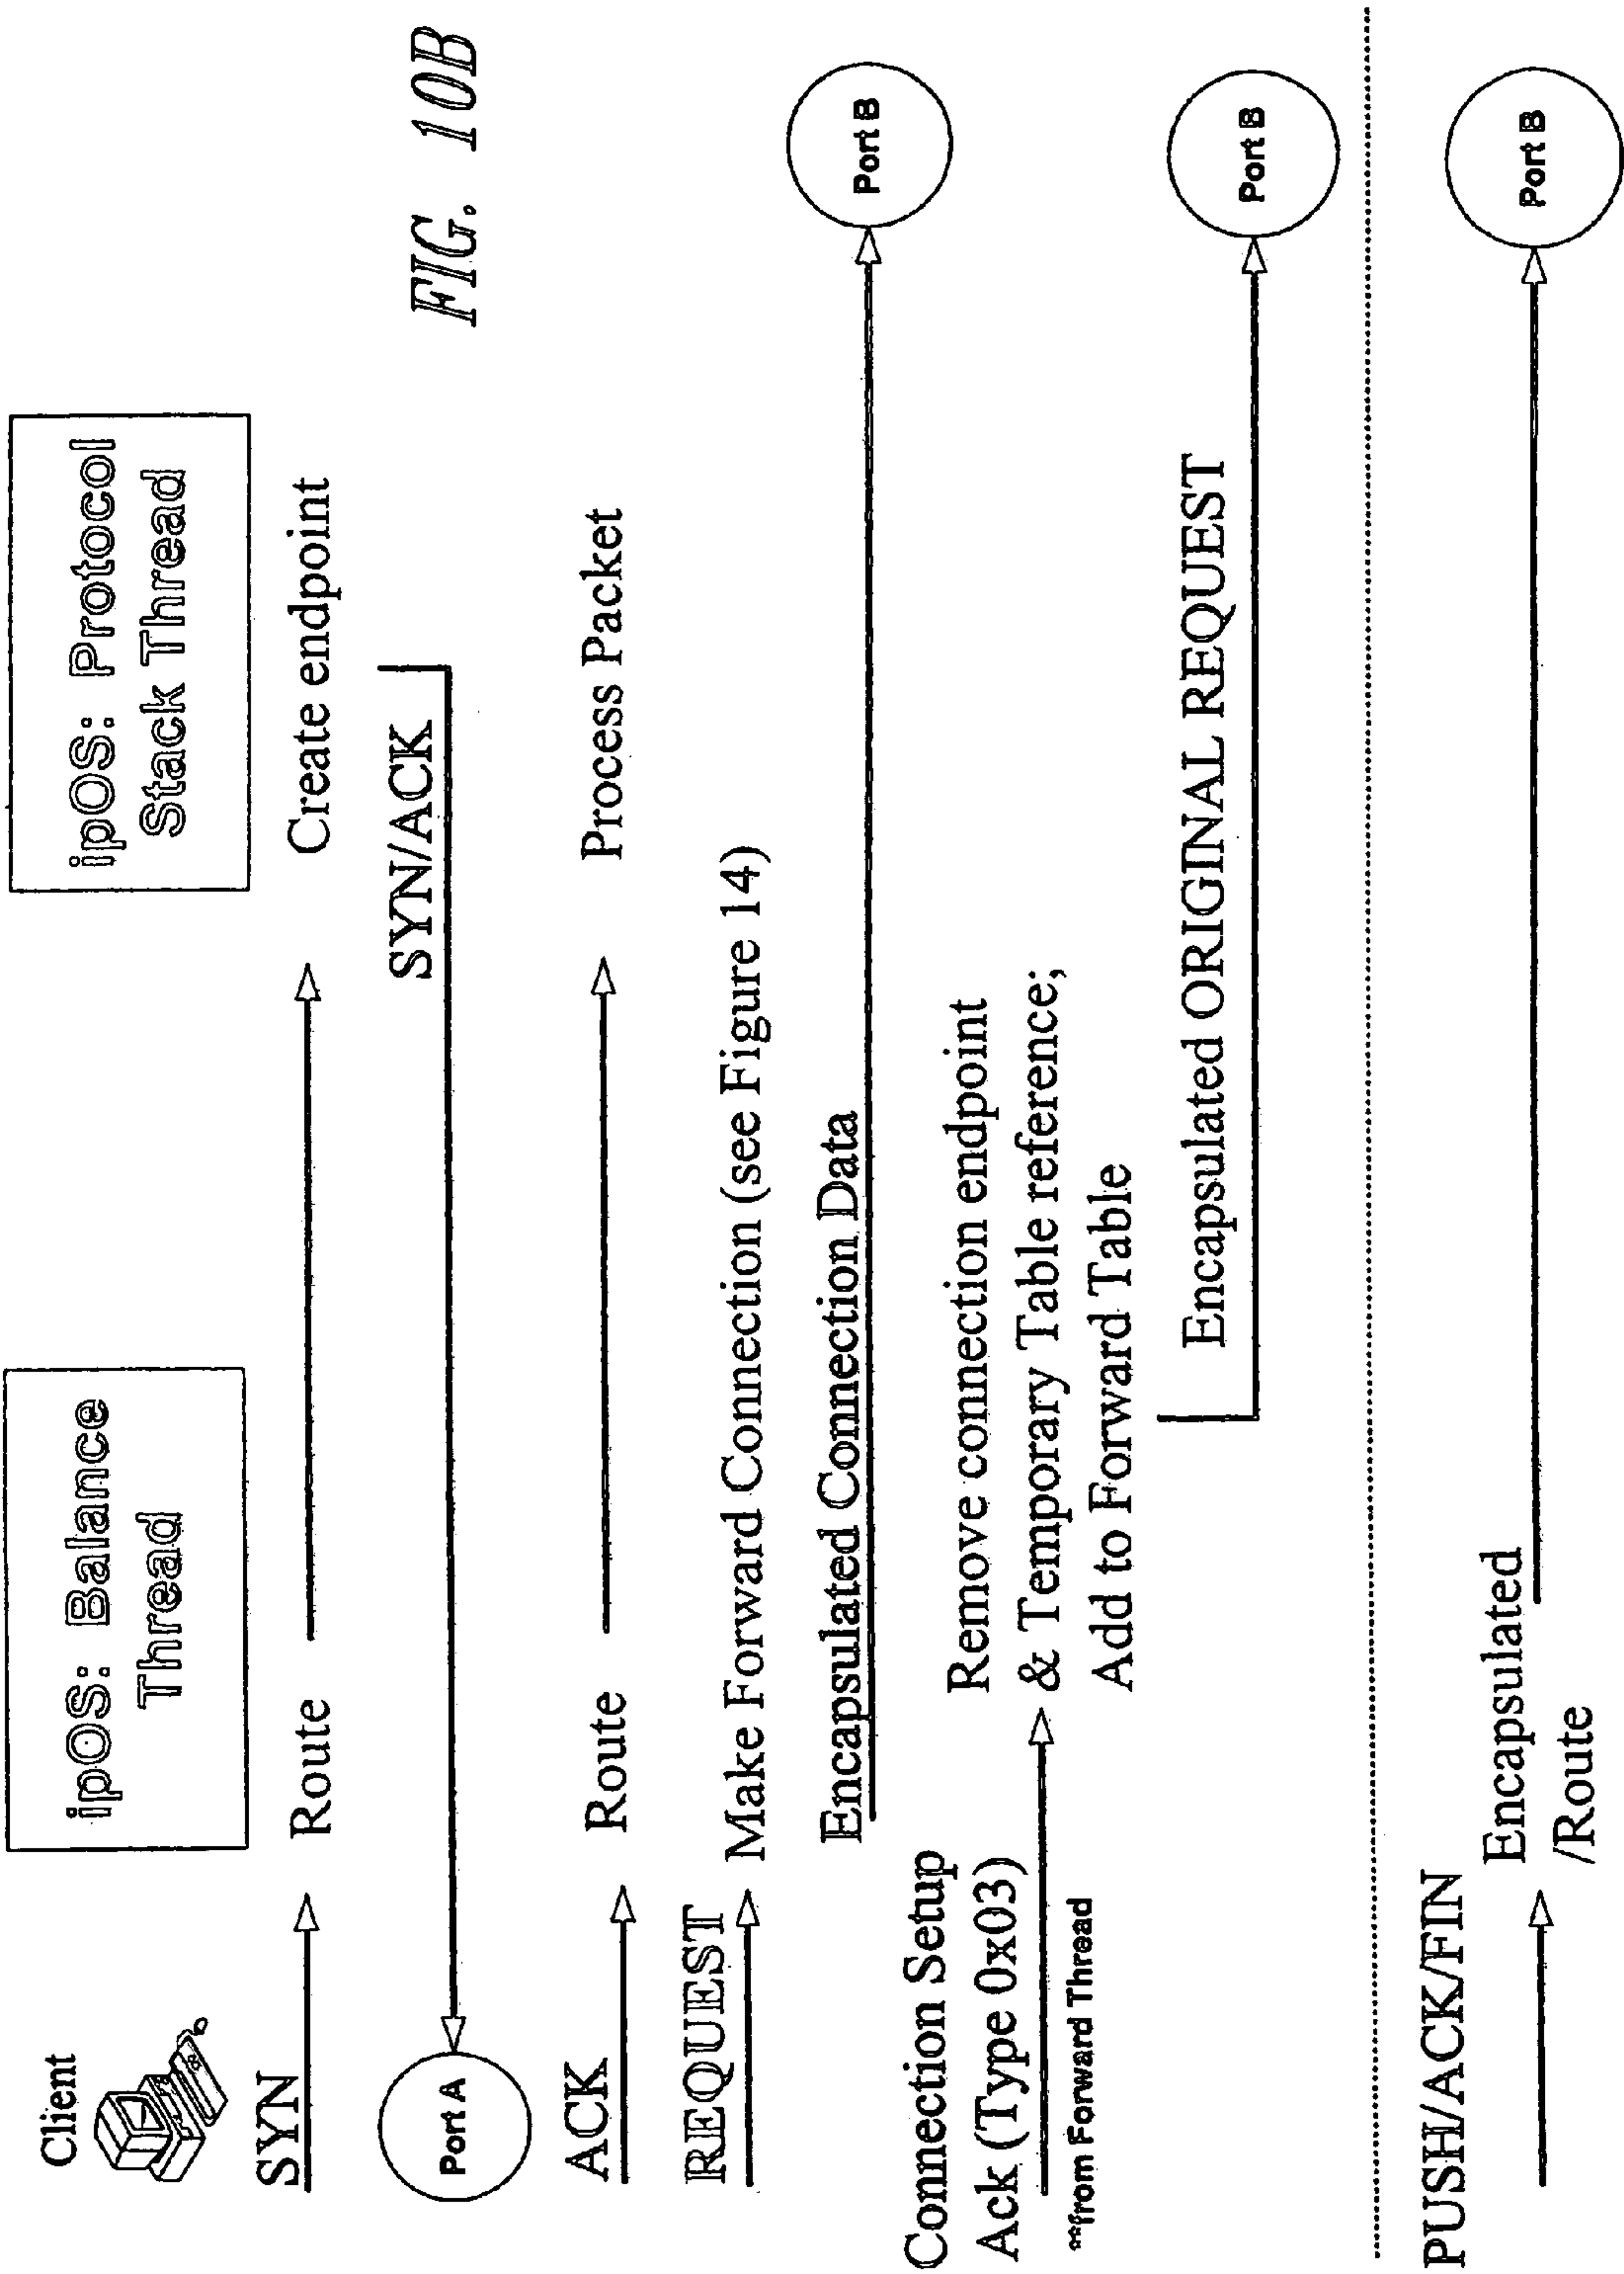 Client
ipOS: Balance
Thread
ipOS: Protocol
Stack Thread
SYN
Route
Create endpoint
FIG. 10B
SYN/ACK
Port A
ACK
Route
Process Packet
REQUEST
Make Forward Connection (see Figure 14)
Encapsulated Connection Data
Port B
Connection Setup
Ack (Type 0x03)
**from Forward Thread
Remove connection endpoint
& Temporary Table reference;
Add to Forward Table
Encapsulated ORIGINAL REQUEST
Port B
PUSH/ACK/FIN
Encapsulated
/Route
Port B